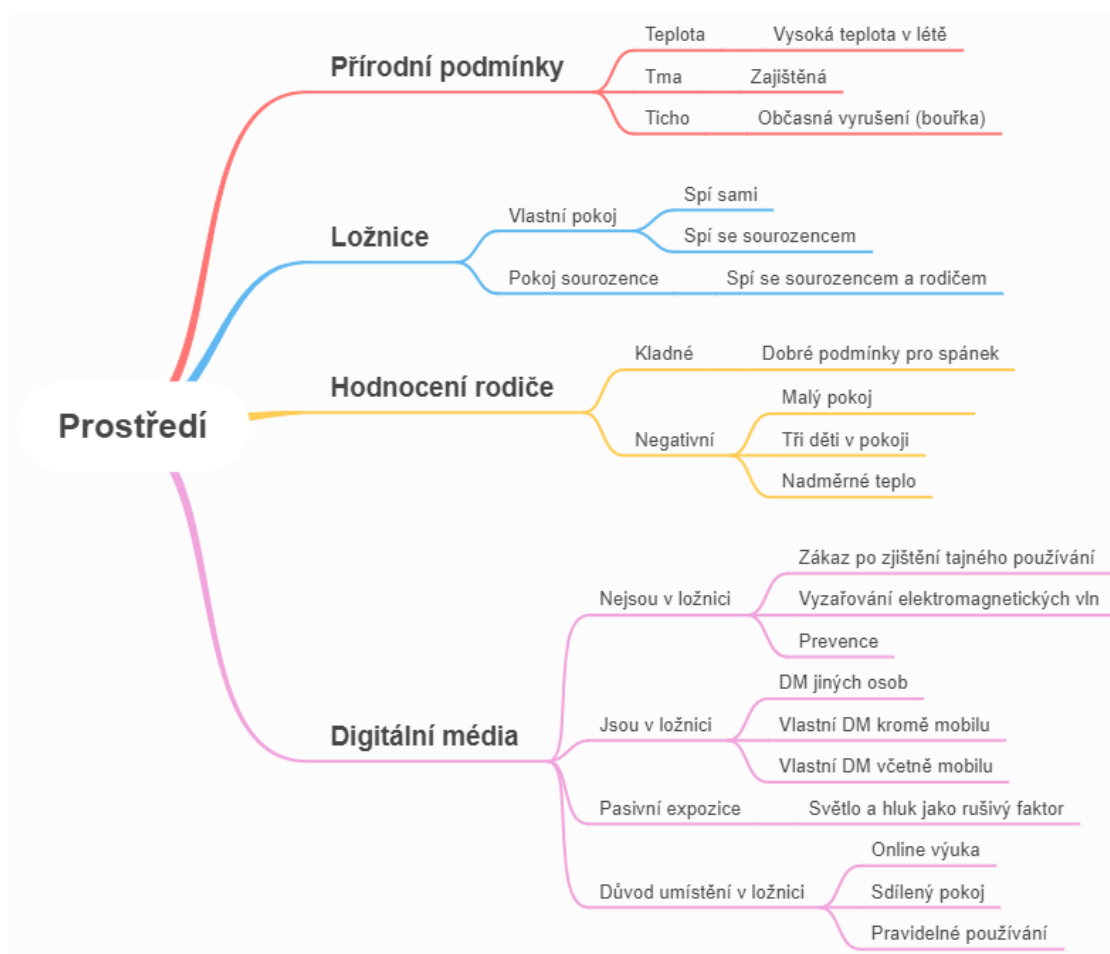 Prostředí
Přírodní podmínky
Teplota
Vysoká teplota v létě
Tma
Zajištěná
Ticho
Občasná vyrušení (bouřka)
Ložnice
Vlastní pokoj
Spí sami
Spí se sourozencem
Pokoj sourozence
Spí se sourozencem a rodičem
Hodnocení rodiče
Kladné
Dobré podmínky pro spánek
Negativní
Malý pokoj
Tři děti v pokoji
Nadměrné teplo
Digitální média
Nejsou v ložnici
Zákaz po zjištění tajného používání
Vyzařování elektromagnetických vln
Prevence
Jsou v ložnici
DM jiných osob
Vlastní DM kromě mobilu
Vlastní DM včetně mobilu
Pasivní expozice
Světlo a hluk jako rušivý faktor
Důvod umístění v ložnici
Online výuka
Sdílený pokoj
Pravidelné používání